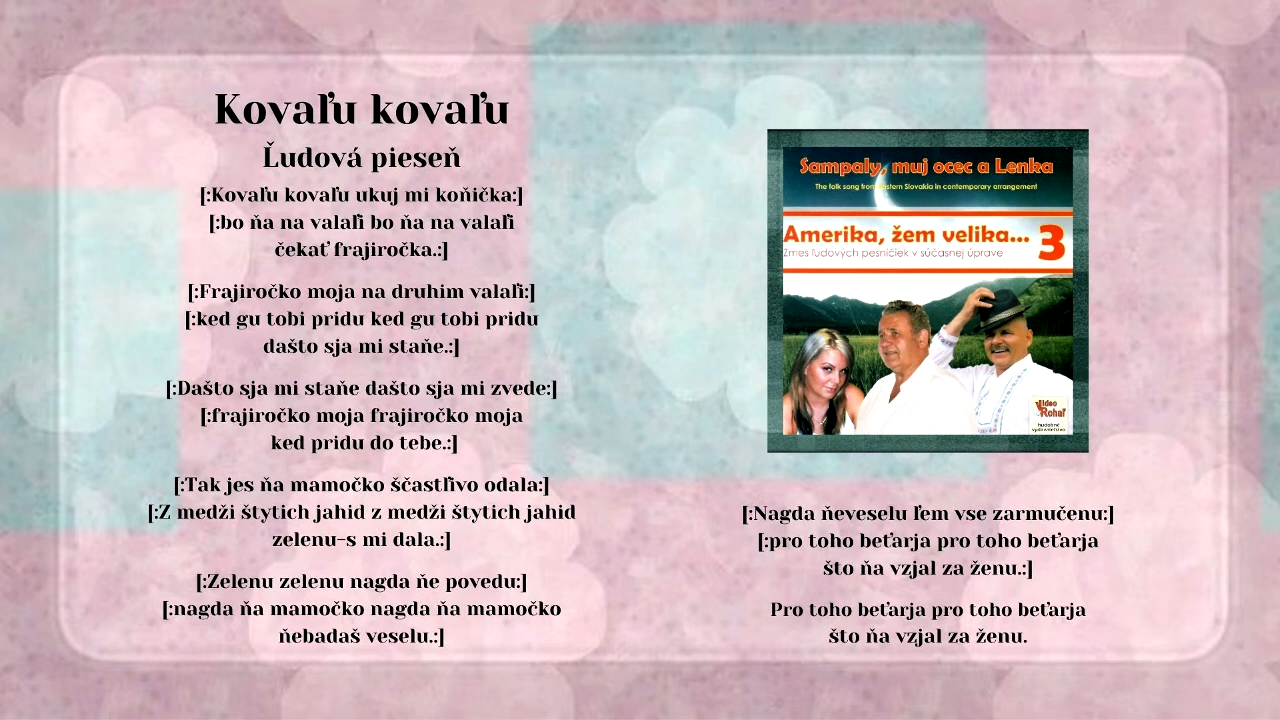 Kovaľu kovaľu
Ľudová pieseň
[:Kovaľu kovaľu ukuj mi koňička:]
[:bo ňa na valaľi bo ňa na valaľi
čekať frajiročka.:]
[:Frajiročko moja na druhim valaľi:]
[:ked gu tobi pridu ked gu tobi pridu
dašto sja mi staňe.:]
[:Dašto sja mi staňe dašto sja mi zvede:]
[:frajiročko moja frajiročko moja
ked pridu do tebe.:]
[:Tak jes ňa mamočko ščastľivo odala:]
[:Z medži štytich jahid z medži štytich jahid
zelenu-s mi dala.:]
[:Zelenu zelenu nagda ňe povedu:]
[:nagda ňa mamočko nagda ňa mamočko
ňebadaš veselu.:]
Sampaly, muj ocec a Lenka
The folk song from eastern Slovakia in contemporary arrangement
Amerika, žem velika... 3
Zmes ľudových pesničiek v súčasnej úprave
Video
Rohaľ
hudobné
vydavateľstvo
[:Nagda ňeveselu ľem vse zarmučenu:]
[:pro toho beťarja pro toho beťarja
što ňa vzjal za ženu.:]
Pro toho beťarja pro toho beťarja
što ňa vzjal za ženu.